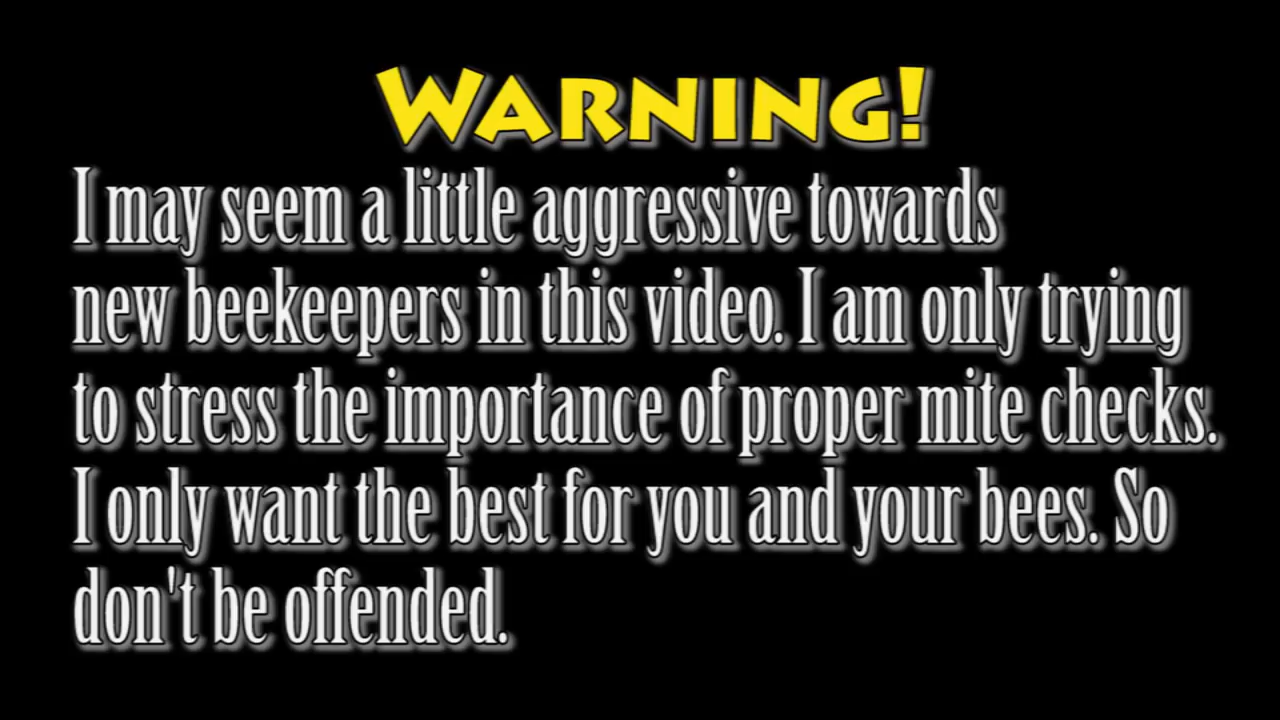 WARNING!
I may seem a little aggressive towards
new beekeepers in this video. I am only trying
to stress the importance of proper mite checks.
I only want the best for you and your bees. So
don't be offended.